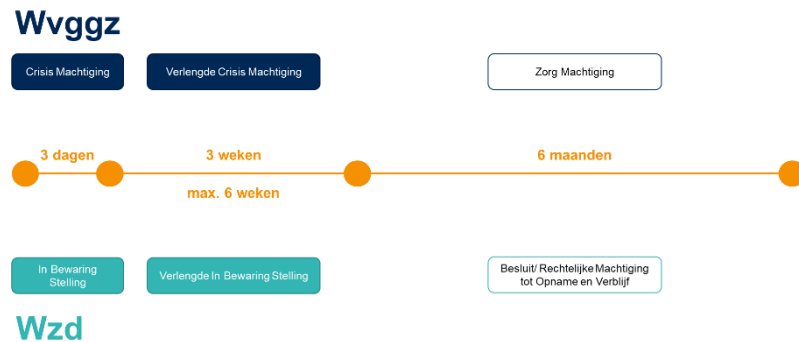 Wvggz
Crisis Machtiging
Verlengde Crisis Machtiging
Zorg Machtiging
3 dagen
3 weken
6 maanden
max. 6 weken
In Bewaring
Stelling
Verlengde In Bewaring Stelling
Besluit/ Rechtelijke Machtiging
tot Opname en Verblijf
Wzd